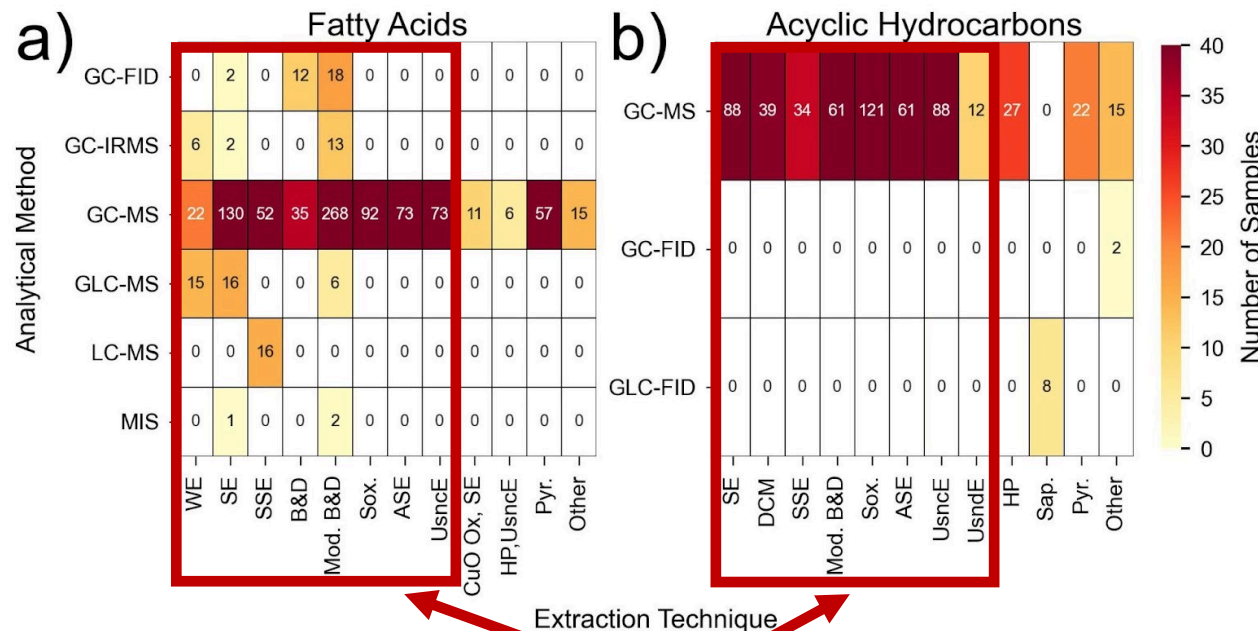 a)
Fatty Acids
b)
Acyclic Hydrocarbons
Analytical Method
GC-FID 0 2 0 12 18 0 0 0 0 0 0 0
GC-IRMS 6 2 0 0 13 0 0 0 0 0 0 0
GC-MS 22 130 52 35 268 92 73 73 11 6 57 15
GLC-MS 15 16 0 0 6 0 0 0 0 0 0 0
LC-MS 0 0 16 0 0 0 0 0 0 0 0 0
MIS 0 1 0 0 2 0 0 0 0 0 0 0
WE
SE
SSE
B&D
Mod. B&D
Sox.
ASE
UsncE
CuO Ox, SE
HP,UsncE
Pyr.
Other
GC-MS 88 39 34 61 121 61 88 12 27 0 22 15
GC-FID 0 0 0 0 0 0 0 0 0 0 0 2
GLC-FID 0 0 0 0 0 0 0 0 0 8 0 0
SE
DCM
SSE
Mod. B&D
Sox.
ASE
UsncE
UsndE
HP
Sap.
Pyr.
Other
40
35
30
25
20
15
10
5
0
Number of Samples
Extraction Technique